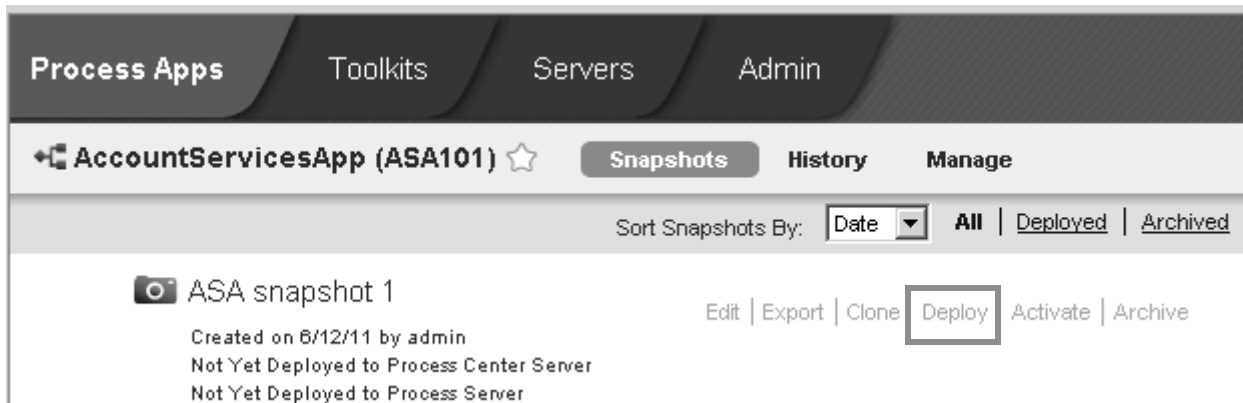 Process Apps Toolkits Servers Admin
AccountServicesApp (ASA101) Snapshots History Manage
Sort Snapshots By: Date All | Deployed | Archived
ASA snapshot 1
Edit | Export | Clone Deploy Activate | Archive
Created on 6/12/11 by admin
Not Yet Deployed to Process Center Server
Not Yet Deployed to Process Server